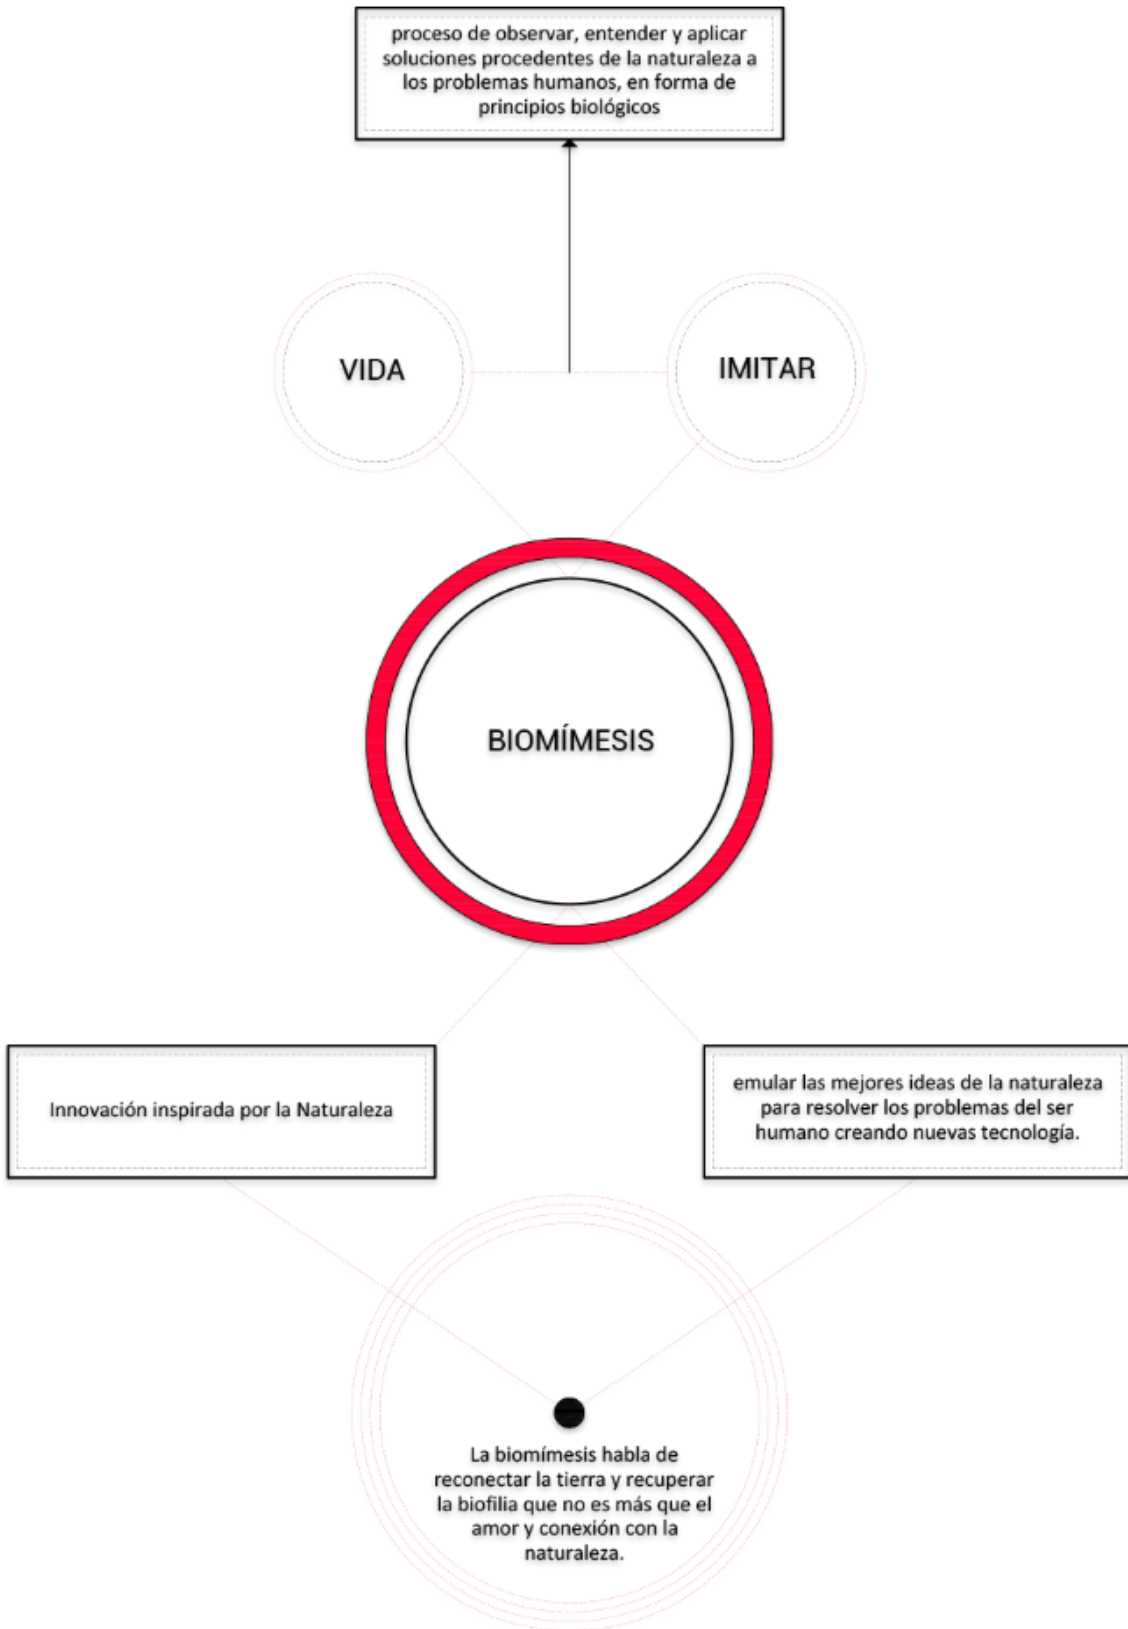 proceso de observar, entender y aplicar
soluciones procedentes de la naturaleza a
los problemas humanos, en forma de
principios biológicos
VIDA
IMITAR
BIOMÍMESIS
Innovación inspirada por la Naturaleza
emular las mejores ideas de la naturaleza
para resolver los problemas del ser
humano creando nuevas tecnología.
La biomímesis habla de
reconectar la tierra y recuperar
la biofilia que no es más que el
amor y conexión con la
naturaleza.